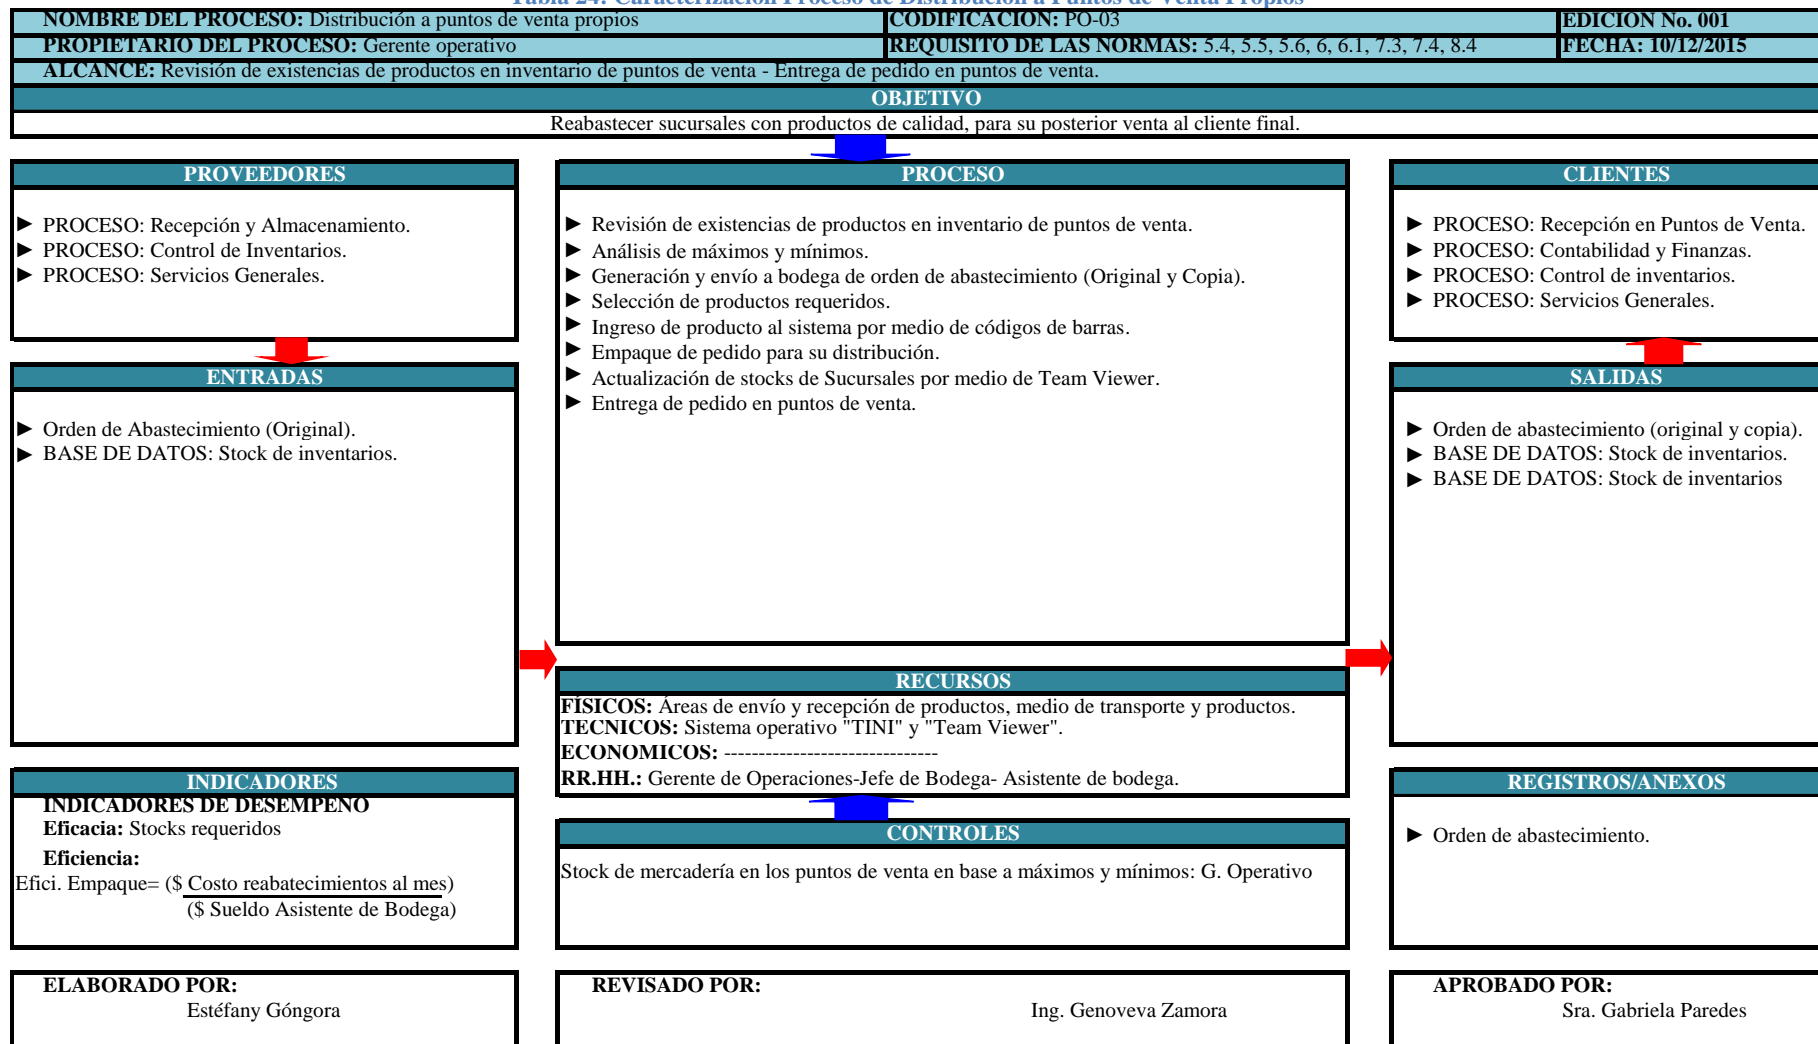 Tabla 24: Caracterización Proceso de Distribución a Puntos de Venta Propios
NOMBRE DEL PROCESO: Distribución a puntos de venta propios
CODIFICACION: PO-03
EDICION No. 001
PROPIETARIO DEL PROCESO: Gerente operativo
REQUISITO DE LAS NORMAS: 5.4, 5.5, 5.6, 6, 6.1, 7.3, 7.4, 8.4
FECHA: 10/12/2015
ALCANCE: Revisión de existencias de productos en inventario de puntos de venta - Entrega de pedido en puntos de venta.
OBJETIVO
Reabastecer sucursales con productos de calidad, para su posterior venta al cliente final.
PROVEEDORES
► PROCESO: Recepción y Almacenamiento.
► PROCESO: Control de Inventarios.
► PROCESO: Servicios Generales.
ENTRADAS
► Orden de Abastecimiento (Original).
► BASE DE DATOS: Stock de inventarios.
PROCESO
► Revisión de existencias de productos en inventario de puntos de venta.
► Análisis de máximos y mínimos.
► Generación y envío a bodega de orden de abastecimiento (Original y Copia).
► Selección de productos requeridos.
► Ingreso de producto al sistema por medio de códigos de barras.
► Empaque de pedido para su distribución.
► Actualización de stocks de Sucursales por medio de Team Viewer.
► Entrega de pedido en puntos de venta.
CLIENTES
► PROCESO: Recepción en Puntos de Venta.
► PROCESO: Contabilidad y Finanzas.
► PROCESO: Control de inventarios.
► PROCESO: Servicios Generales.
SALIDAS
► Orden de abastecimiento (original y copia).
► BASE DE DATOS: Stock de inventarios.
► BASE DE DATOS: Stock de inventarios
RECURSOS
FÍSICOS: Áreas de envío y recepción de productos, medio de transporte y productos.
TECNICOS: Sistema operativo "TINI" y "Team Viewer".
ECONOMICOS: -------------------------------
RR.HH.: Gerente de Operaciones-Jefe de Bodega- Asistente de bodega.
INDICADORES
INDICADORES DE DESEMPEÑO
Eficacia: Stocks requeridos
Eficiencia:
Efici. Empaque= ($ Costo reabatecimientos al mes)
($ Sueldo Asistente de Bodega)
CONTROLES
Stock de mercadería en los puntos de venta en base a máximos y mínimos: G. Operativo
REGISTROS/ANEXOS
► Orden de abastecimiento.
ELABORADO POR:
Estéfany Góngora
REVISADO POR:
Ing. Genoveva Zamora
APROBADO POR:
Sra. Gabriela Paredes